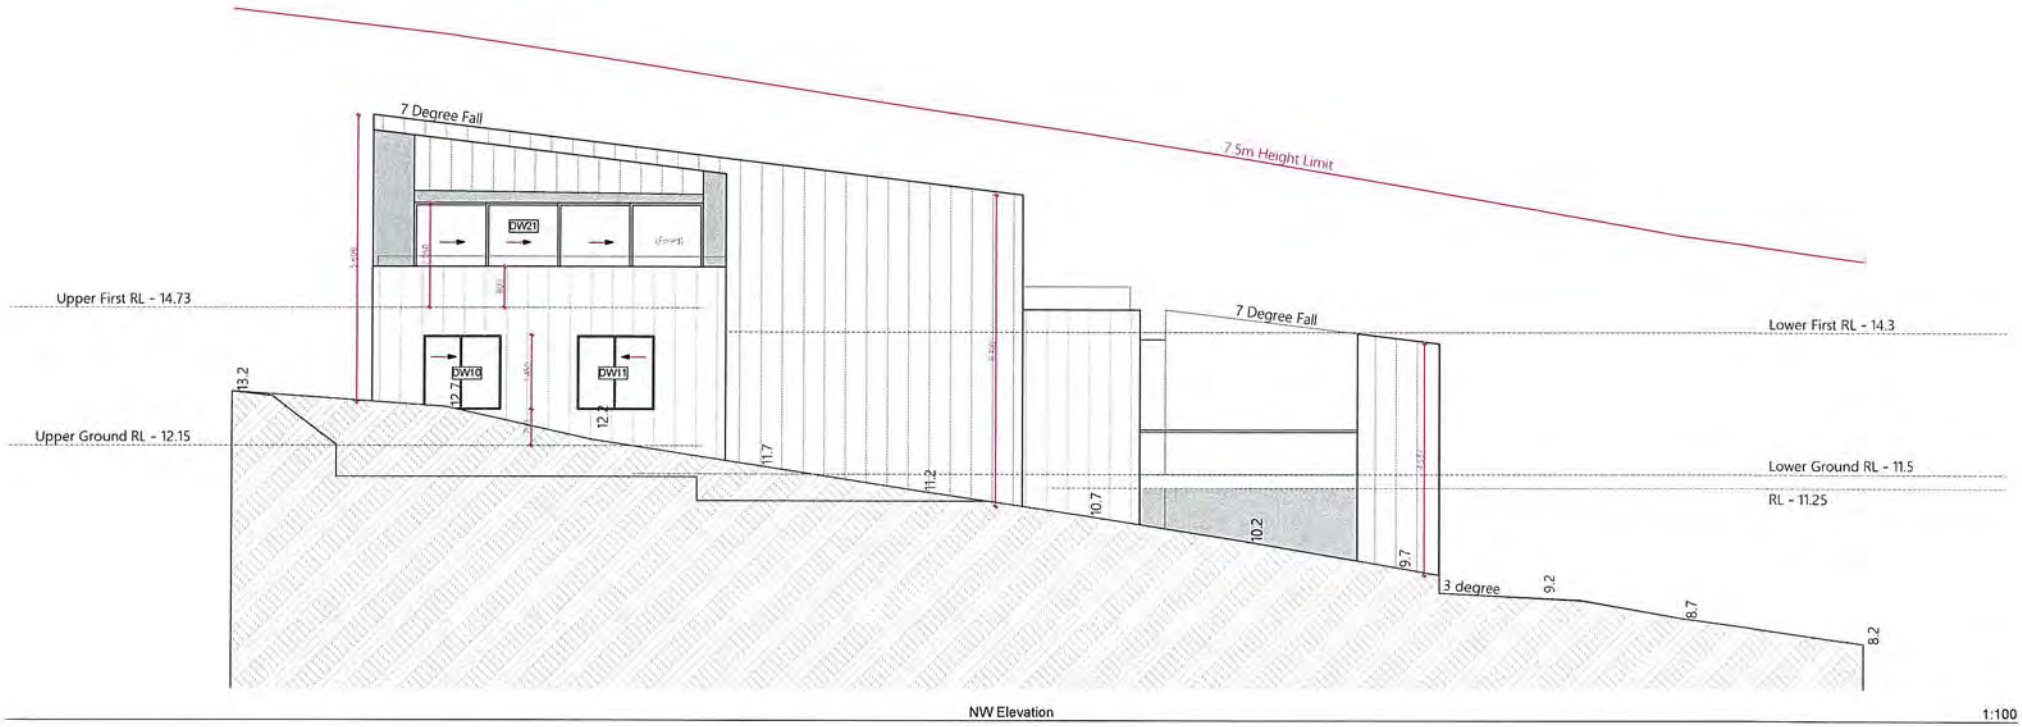 7 Degree Fall
7.5m Height Limit
DW21
Upper First RL - 14.73
7 Degree Fall
Lower First RL - 14.3
13.2
DW10
DW11
12.7
12.2
Upper Ground RL - 12.15
11.7
11.2
Lower Ground RL - 11.5
RL - 11.25
10.7
10.2
9.7
3 degree
9.2
8.7
8.2
NW Elevation
1:100